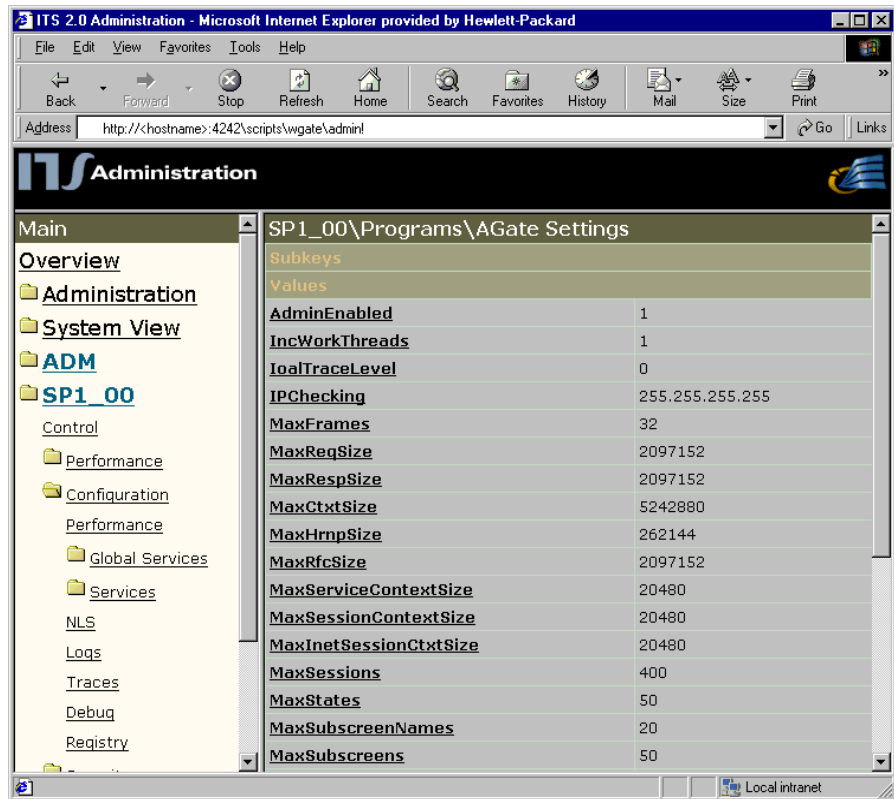 ITS 2.0 Administration - Microsoft Internet Explorer provided by Hewlett-Packard
File Edit View Favorites Tools Help
Back Forward Stop Refresh Home Search Favorites History Mail Size Print »
Address http://<hostname>:4242\scripts\wgate\admin! Go Links
ITS Administration
Main
Overview
Administration
System View
ADM
SP1_00
Control
Performance
Configuration
Performance
Global Services
Services
NLS
Logs
Traces
Debug
Registry
SP1_00\Programs\AGate Settings
Subkeys
Values
AdminEnabled 1
IncWorkThreads 1
IoalTraceLevel 0
IPChecking 255.255.255.255
MaxFrames 32
MaxReqSize 2097152
MaxRespSize 2097152
MaxCtxtSize 5242880
MaxHrnpSize 262144
MaxRfcSize 2097152
MaxServiceContextSize 20480
MaxSessionContextSize 20480
MaxInetSessionCtxtSize 20480
MaxSessions 400
MaxStates 50
MaxSubscreenNames 20
MaxSubscreens 50
Local intranet